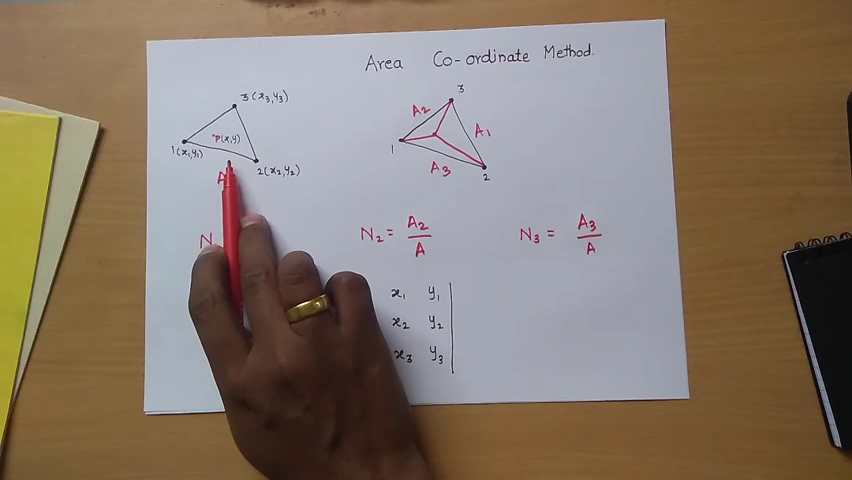 Area Co-ordinate Method.
3 (x₃,y₃)
P(x,y)
1 (x₁,y₁)
2 (x₂,y₂)
A
3
A₂
A₁
1
A₃
2
N
N₂ = A₂/A
N₃ = A₃/A
x₁ y₁
x₂ y₂
x₃ y₃